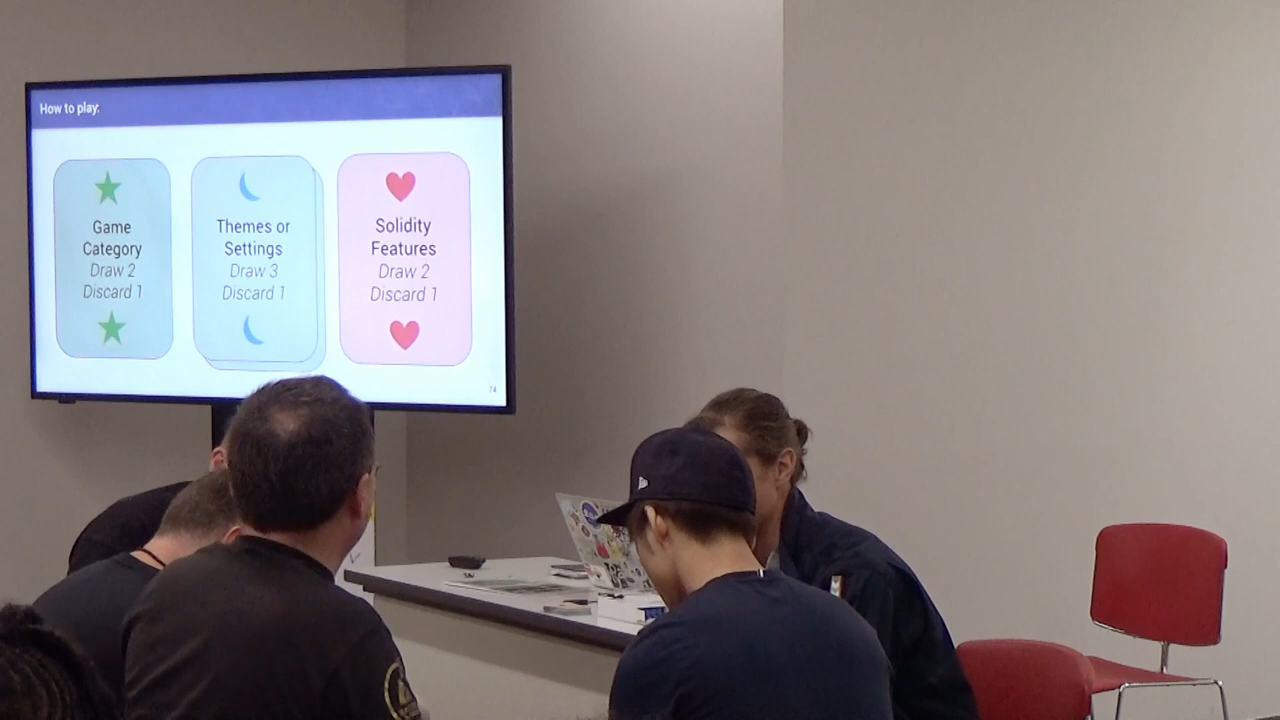 How to play:
Game
Category
Draw 2
Discard 1
Themes or
Settings
Draw 3
Discard 1
Solidity
Features
Draw 2
Discard 1
74